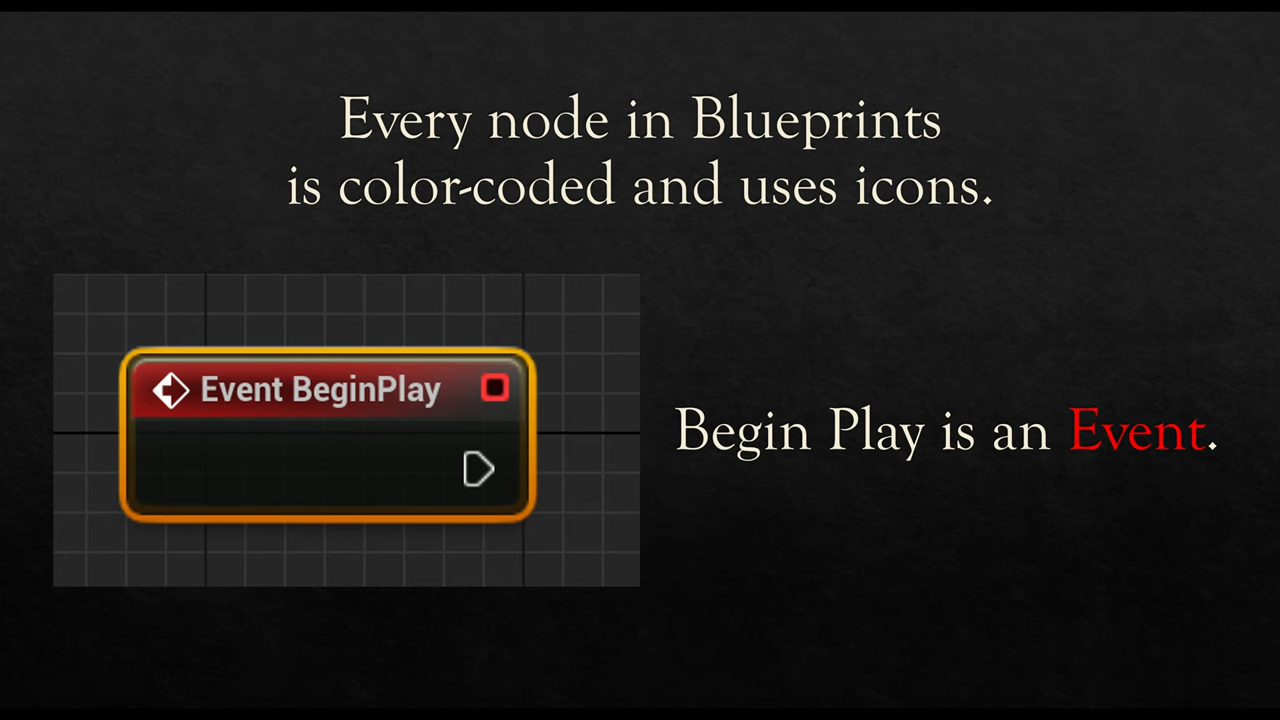 Every node in Blueprints
is color-coded and uses icons.
Event BeginPlay
Begin Play is an Event.